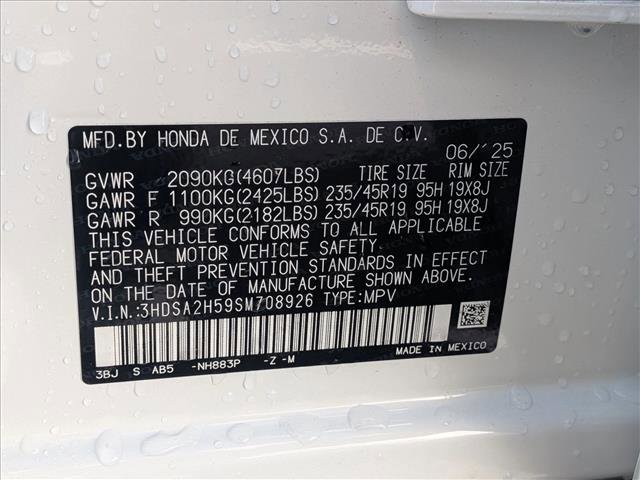 MFD.BY HONDA DE MEXICO S.A. DE C.V.
06/'25
GVWR 2090KG(4607LBS) TIRE SIZE RIM SIZE
GAWR F 1100KG(2425LBS) 235/45R19 95H 19X8J
GAWR R 990KG(2182LBS) 235/45R19 95H 19X8J
THIS VEHICLE CONFORMS TO ALL APPLICABLE
FEDERAL MOTOR VEHICLE SAFETY
AND THEFT PREVENTION STANDARDS IN EFFECT
ON THE DATE OF MANUFACTURE SHOWN ABOVE.
V.I.N.:3HDSA2H59SM708926 TYPE:MPV
3BJ S AB5 -NH883P -Z -M
MADE IN MEXICO